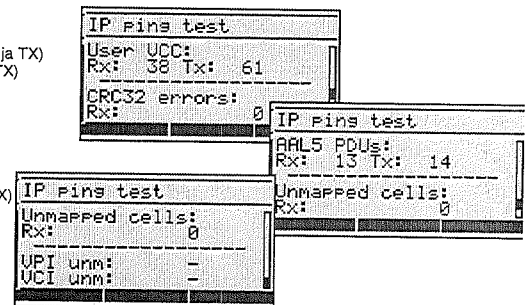 ja TX)
TX)
X)
IP ping test
User VCC:
Rx: 38 Tx: 61
CRC32 errors:
Rx: 0
IP ping test
AAL5 PDUs:
Rx: 13 Tx: 14
Unmapped cells:
Rx: 0
IP ping test
Unmapped cells:
Rx: 0
VPI unm: -
VCI unm: -